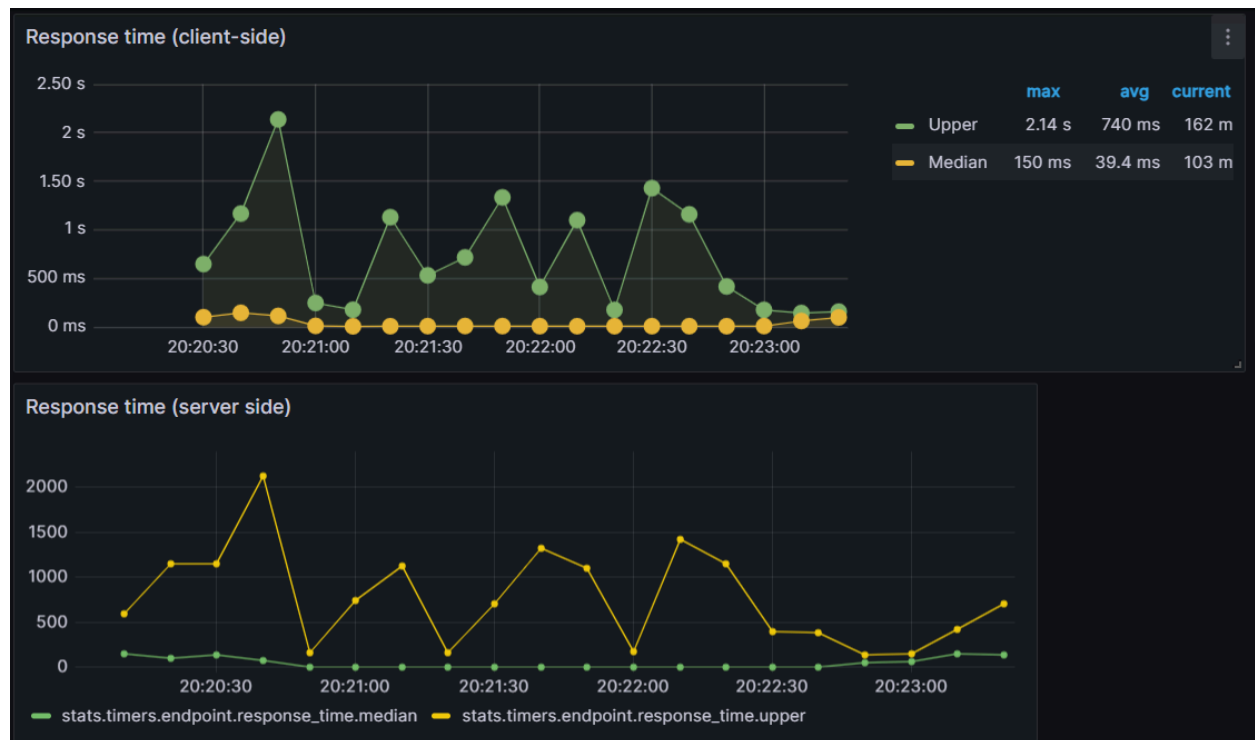 Response time (client-side)
2.50 s
2 s
1.50 s
1 s
500 ms
0 ms
20:20:30 20:21:00 20:21:30 20:22:00 20:22:30 20:23:00
max avg current
Upper 2.14 s 740 ms 162 m
Median 150 ms 39.4 ms 103 m
Response time (server side)
2000
1500
1000
500
0
20:20:30 20:21:00 20:21:30 20:22:00 20:22:30 20:23:00
stats.timers.endpoint.response_time.median stats.timers.endpoint.response_time.upper